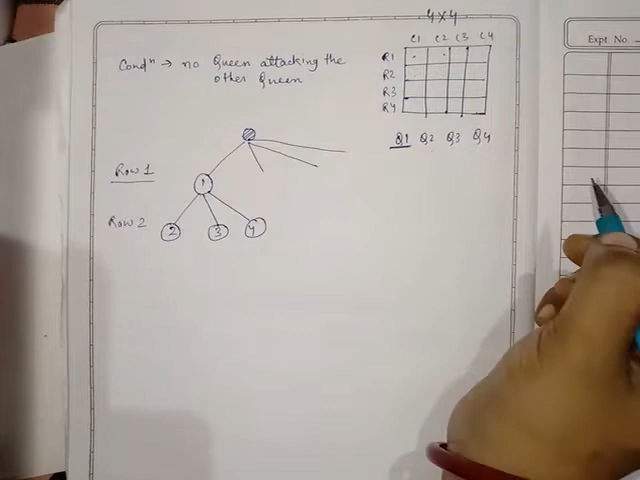 4x4
C1 C2 C3 C4
R1
R2
R3
R4
Q1 Q2 Q3 Q4
Condⁿ → no Queen attacking the
other Queen
Row 1
1
Row 2
2 3 4
Expt No.